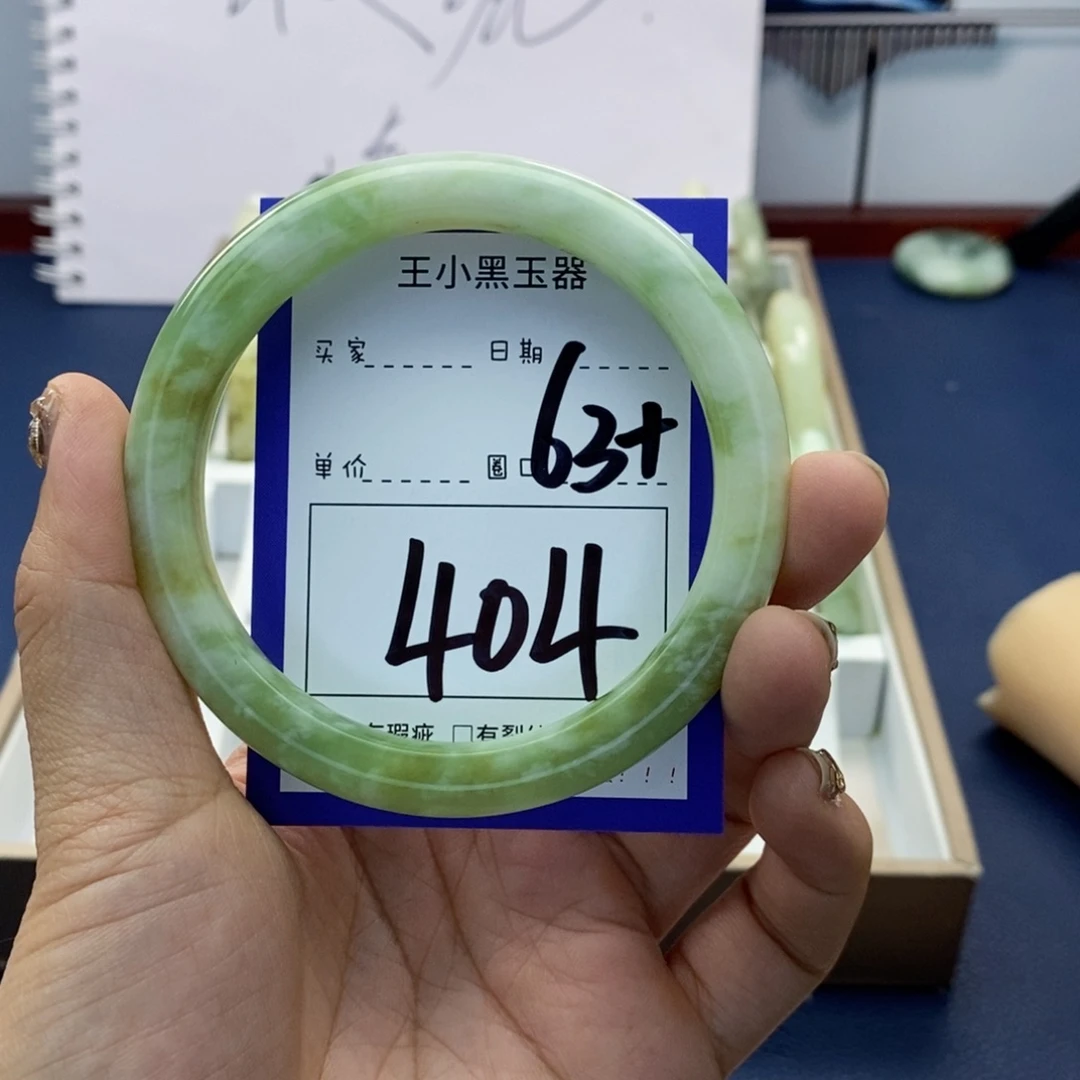 王小黑玉器
买家 日期
63+
单价 圈口
404
有瑕疵 □有裂
!!